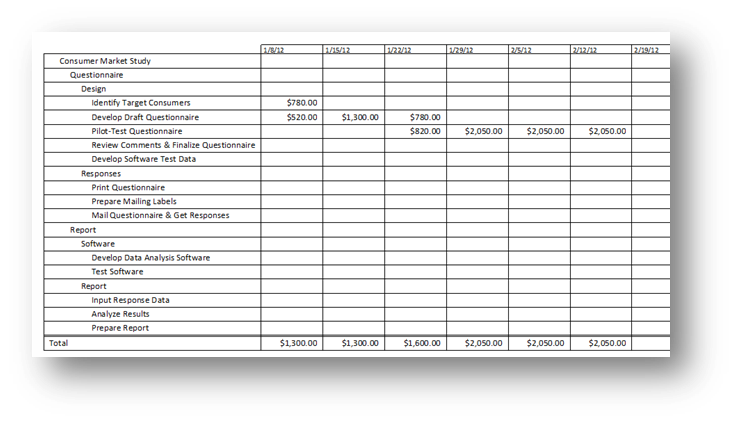 1/8/12 1/15/12 1/22/12 1/29/12 2/5/12 2/12/12 2/19/12
Consumer Market Study
Questionnaire
Design
Identify Target Consumers $780.00
Develop Draft Questionnaire $520.00 $1,300.00 $780.00
Pilot-Test Questionnaire $820.00 $2,050.00 $2,050.00 $2,050.00
Review Comments & Finalize Questionnaire
Develop Software Test Data
Responses
Print Questionnaire
Prepare Mailing Labels
Mail Questionnaire & Get Responses
Report
Software
Develop Data Analysis Software
Test Software
Report
Input Response Data
Analyze Results
Prepare Report
Total $1,300.00 $1,300.00 $1,600.00 $2,050.00 $2,050.00 $2,050.00